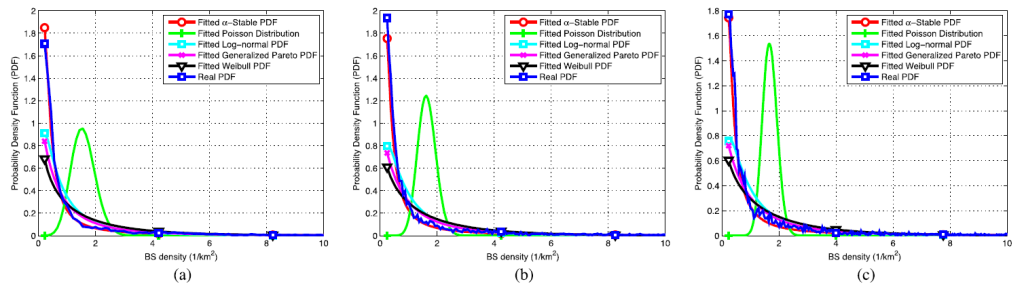 2
1.8
1.6
1.4
1.2
1
0.8
0.6
0.4
0.2
0
Probability Density Function (PDF)
Fitted α−Stable PDF
Fitted Poisson Distribution
Fitted Log−normal PDF
Fitted Generalized Pareto PDF
Fitted Weibull PDF
Real PDF
0 2 4 6 8 10
BS density (1/km²)
(a)
2
1.8
1.6
1.4
1.2
1
0.8
0.6
0.4
0.2
0
Probability Density Function (PDF)
Fitted α−Stable PDF
Fitted Poisson Distribution
Fitted Log−normal PDF
Fitted Generalized Pareto PDF
Fitted Weibull PDF
Real PDF
0 2 4 6 8 10
BS density (1/km²)
(b)
1.8
1.6
1.4
1.2
1
0.8
0.6
0.4
0.2
0
Probability Density Function (PDF)
Fitted α−Stable PDF
Fitted Poisson Distribution
Fitted Log−normal PDF
Fitted Generalized Pareto PDF
Fitted Weibull PDF
Real PDF
0 2 4 6 8 10
BS density (1/km²)
(c)